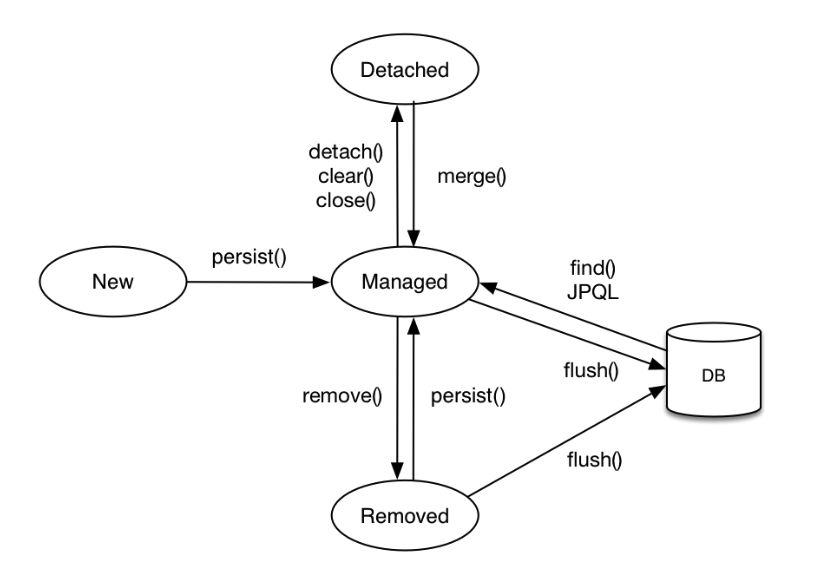 Detached
detach()
clear()
close()
merge()
persist()
New
Managed
find()
JPQL
flush()
DB
remove()
persist()
flush()
Removed